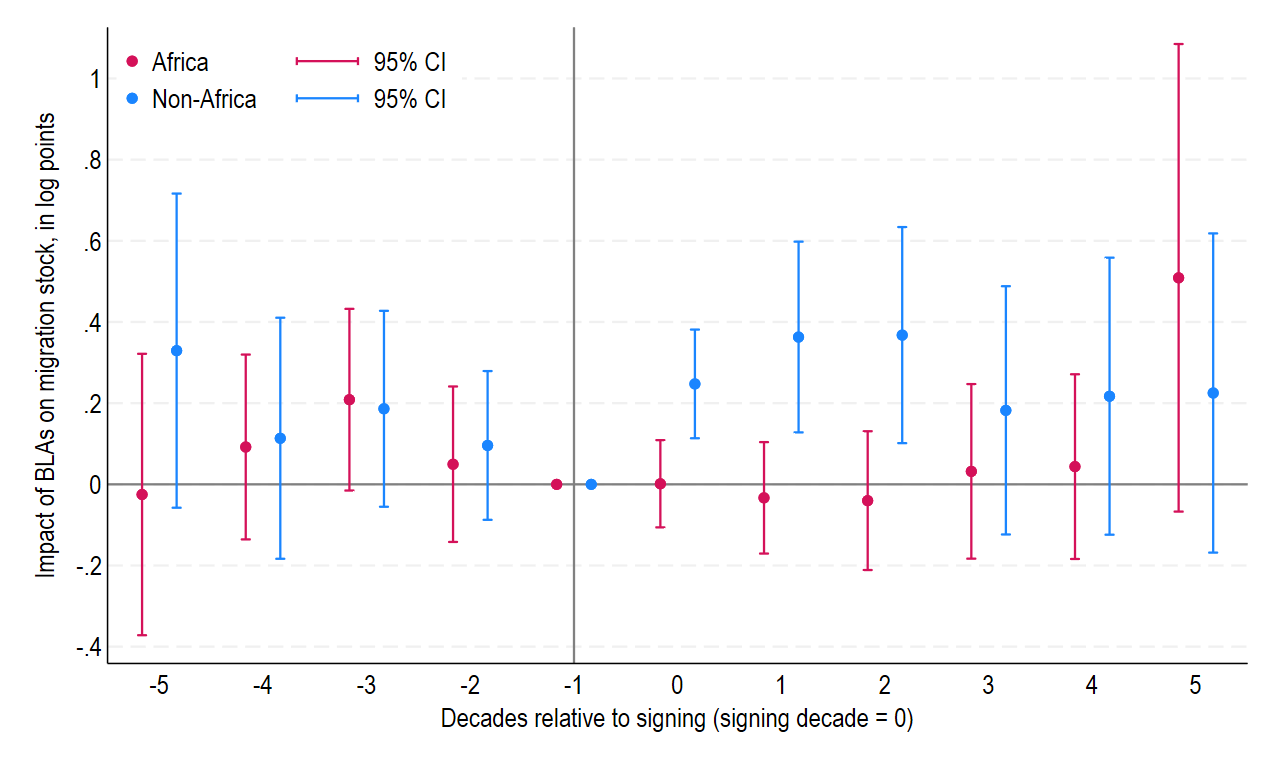 Africa 95% CI
Non-Africa 95% CI
Impact of BLAs on migration stock, in log points
1
.8
.6
.4
.2
0
-.2
-.4
-5 -4 -3 -2 -1 0 1 2 3 4 5
Decades relative to signing (signing decade = 0)